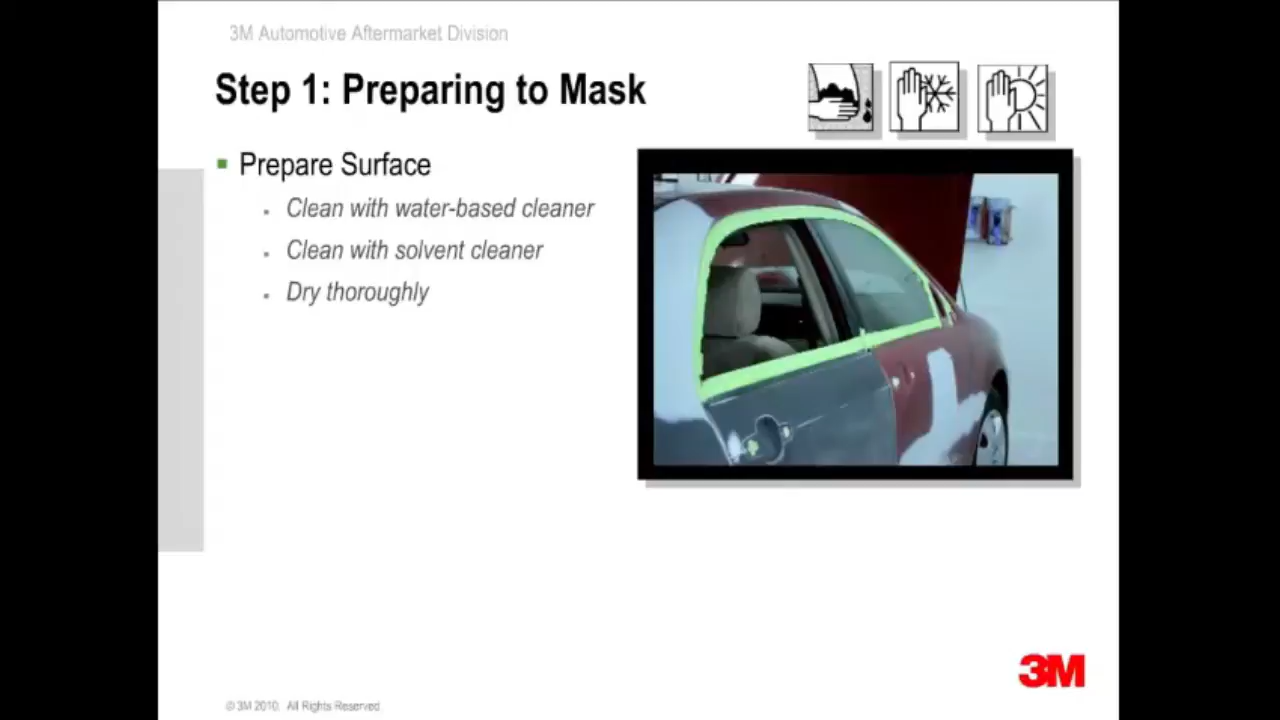 3M Automotive Aftermarket Division
Step 1: Preparing to Mask
Prepare Surface
Clean with water-based cleaner
Clean with solvent cleaner
Dry thoroughly
3M
© 3M 2010. All Rights Reserved